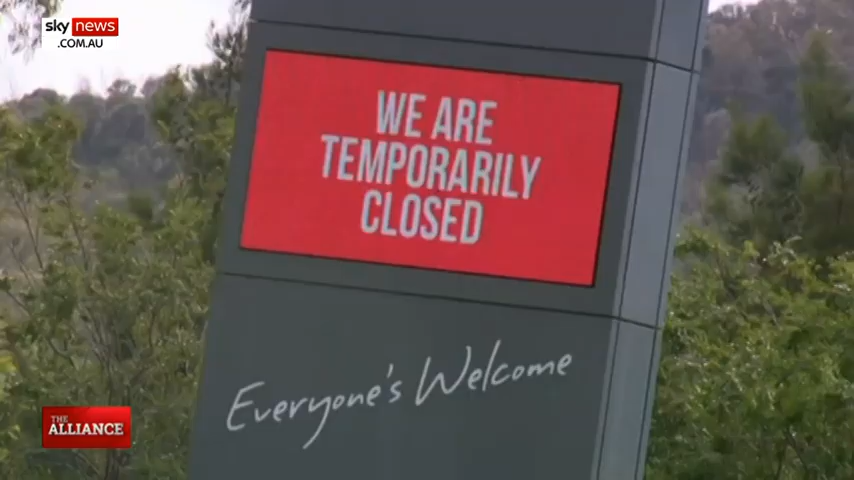 sky news
.COM.AU
WE ARE
TEMPORARILY
CLOSED
Everyone's Welcome
THE
ALLIANCE